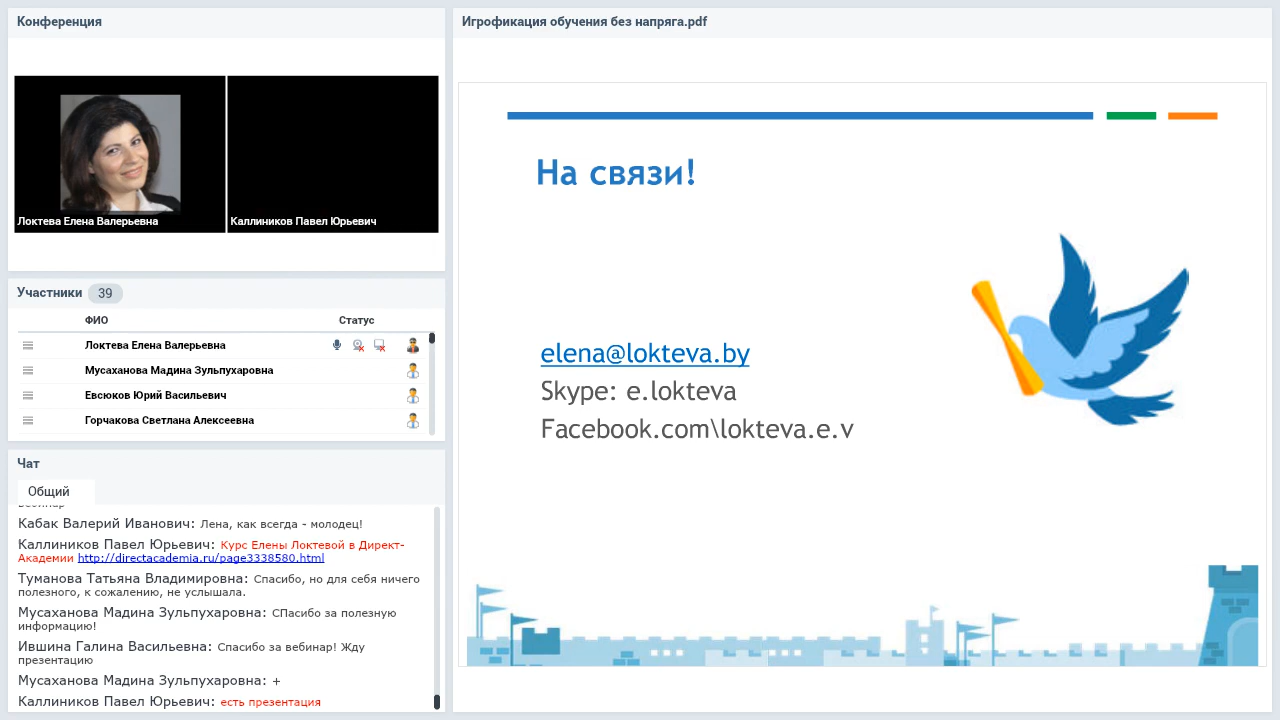 Конференция
Локтева Елена Валерьевна
Каллиников Павел Юрьевич
Участники 39
ФИО Статус
Локтева Елена Валерьевна
Мусаханова Мадина Зульпухаровна
Евсюков Юрий Васильевич
Горчакова Светлана Алексеевна
Чат
Общий
вебинар
Кабак Валерий Иванович: Лена, как всегда - молодец!
Каллиников Павел Юрьевич: Курс Елены Локтевой в Директ-
Академии http://directacademia.ru/page3338580.html
Туманова Татьяна Владимировна: Спасибо, но для себя ничего
полезного, к сожалению, не услышала.
Мусаханова Мадина Зульпухаровна: СПасибо за полезную
информацию!
Ившина Галина Васильевна: Спасибо за вебинар! Жду
презентацию
Мусаханова Мадина Зульпухаровна: +
Каллиников Павел Юрьевич: есть презентация
Игрофикация обучения без напряга.pdf
На связи!
elena@lokteva.by
Skype: e.lokteva
Facebook.com\lokteva.e.v